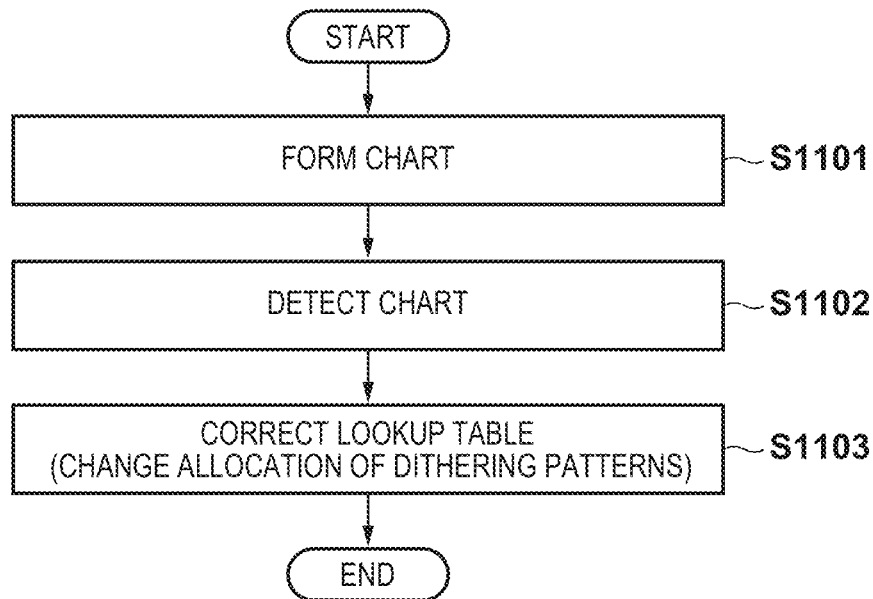 START
FORM CHART
S1101
DETECT CHART
S1102
CORRECT LOOKUP TABLE
(CHANGE ALLOCATION OF DITHERING PATTERNS)
S1103
END